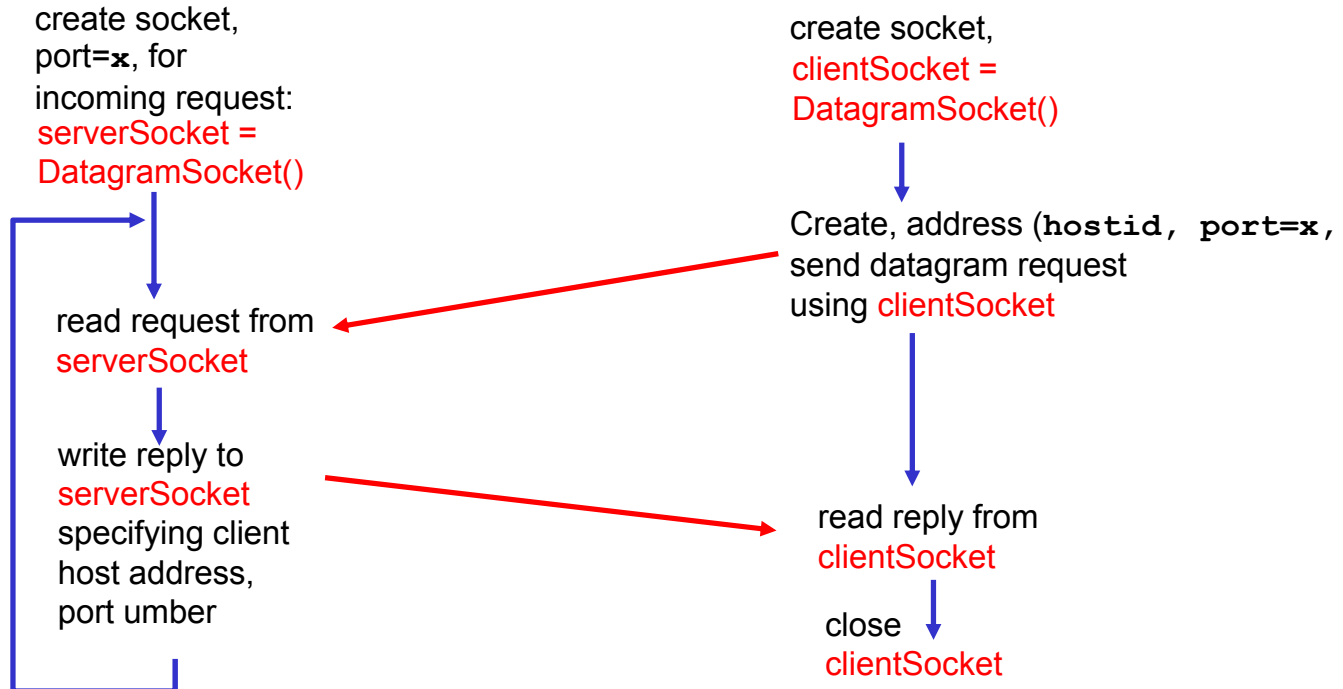 create socket,
port=x, for
incoming request:
serverSocket =
DatagramSocket()
read request from
serverSocket
write reply to
serverSocket
specifying client
host address,
port umber
create socket,
clientSocket =
DatagramSocket()
Create, address (hostid, port=x,
send datagram request
using clientSocket
read reply from
clientSocket
close
clientSocket